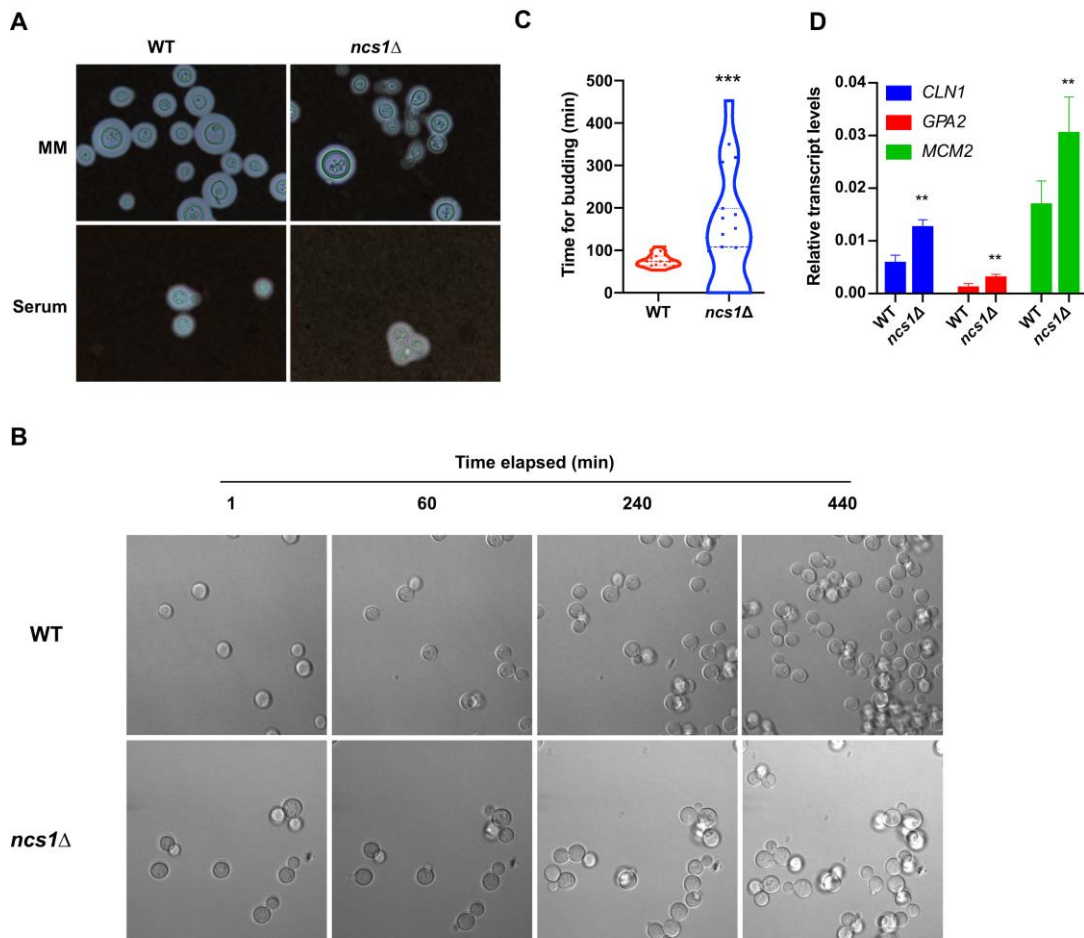 A
WT
ncs1Δ
MM
Serum
C
Time for budding (min)
500
400
300
200
100
0
***
WT
ncs1Δ
D
Relative transcript levels
0.04
0.03
0.02
0.01
0.00
CLN1
GPA2
MCM2
**
**
**
WT
ncs1Δ
WT
ncs1Δ
WT
ncs1Δ
B
Time elapsed (min)
1 60 240 440
WT
ncs1Δ